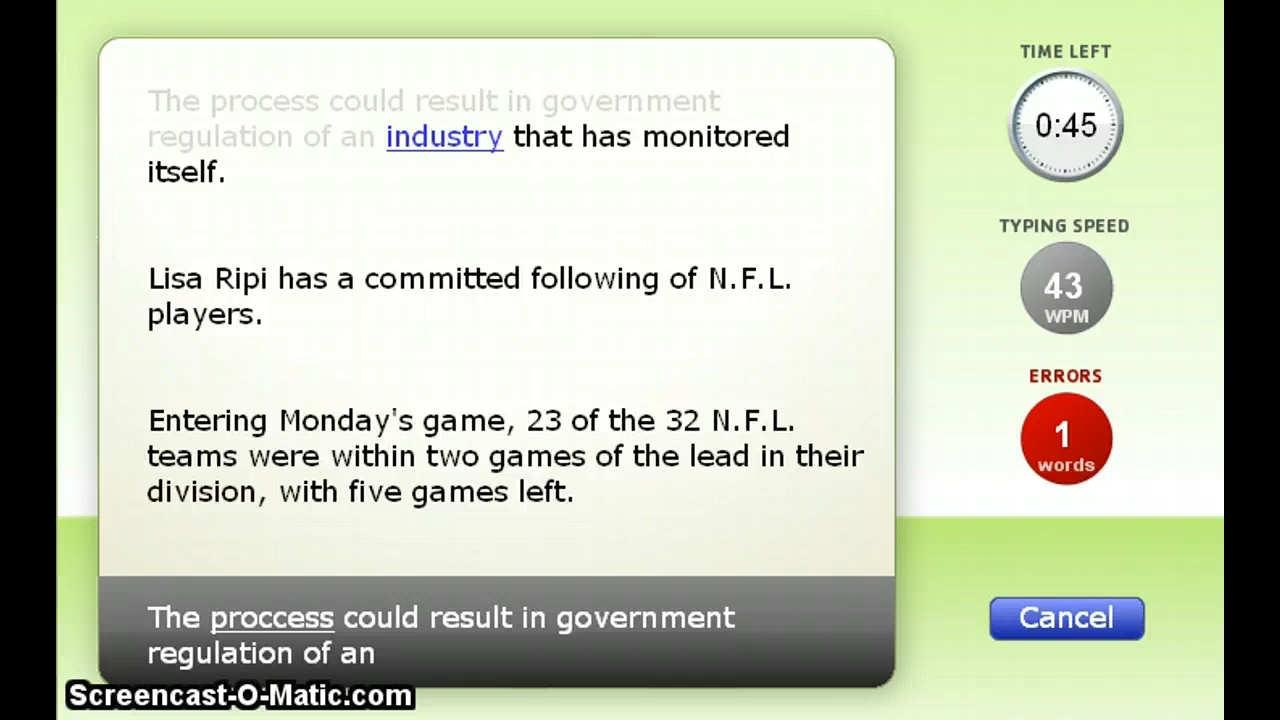 The process could result in government
regulation of an industry that has monitored
itself.
Lisa Ripi has a committed following of N.F.L.
players.
Entering Monday's game, 23 of the 32 N.F.L.
teams were within two games of the lead in their
division, with five games left.
The proccess could result in government
regulation of an
TIME LEFT
0:45
TYPING SPEED
43
WPM
ERRORS
1
words
Cancel
Screencast-O-Matic.com